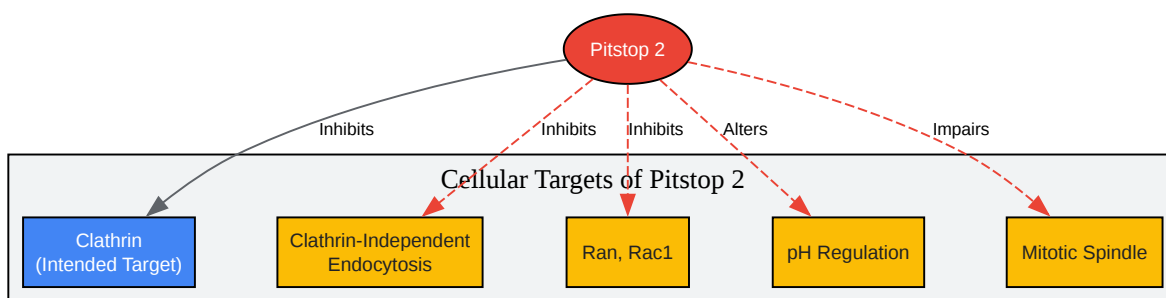 Pitstop 2
Inhibits
Inhibits
Inhibits
Alters
Impairs
Cellular Targets of Pitstop 2
Clathrin
(Intended Target)
Clathrin-Independent
Endocytosis
Ran, Rac1
pH Regulation
Mitotic Spindle